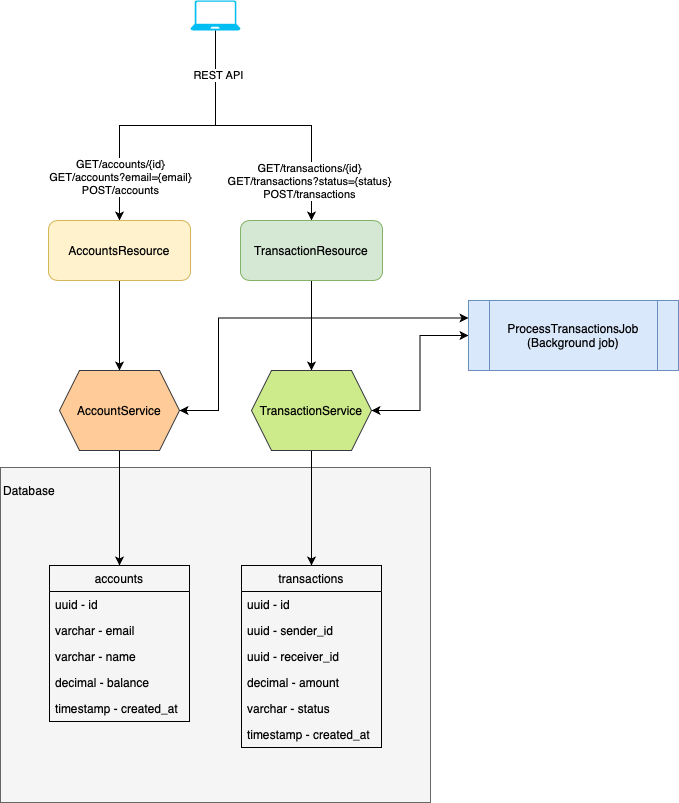 REST API
GET/accounts/{id}
GET/accounts?email={email}
POST/accounts
GET/transactions/{id}
GET/transactions?status={status}
POST/transactions
AccountsResource
TransactionResource
ProcessTransactionsJob
(Background job)
AccountService
TransactionService
Database
accounts
uuid - id
varchar - email
varchar - name
decimal - balance
timestamp - created_at
transactions
uuid - id
uuid - sender_id
uuid - receiver_id
decimal - amount
varchar - status
timestamp - created_at